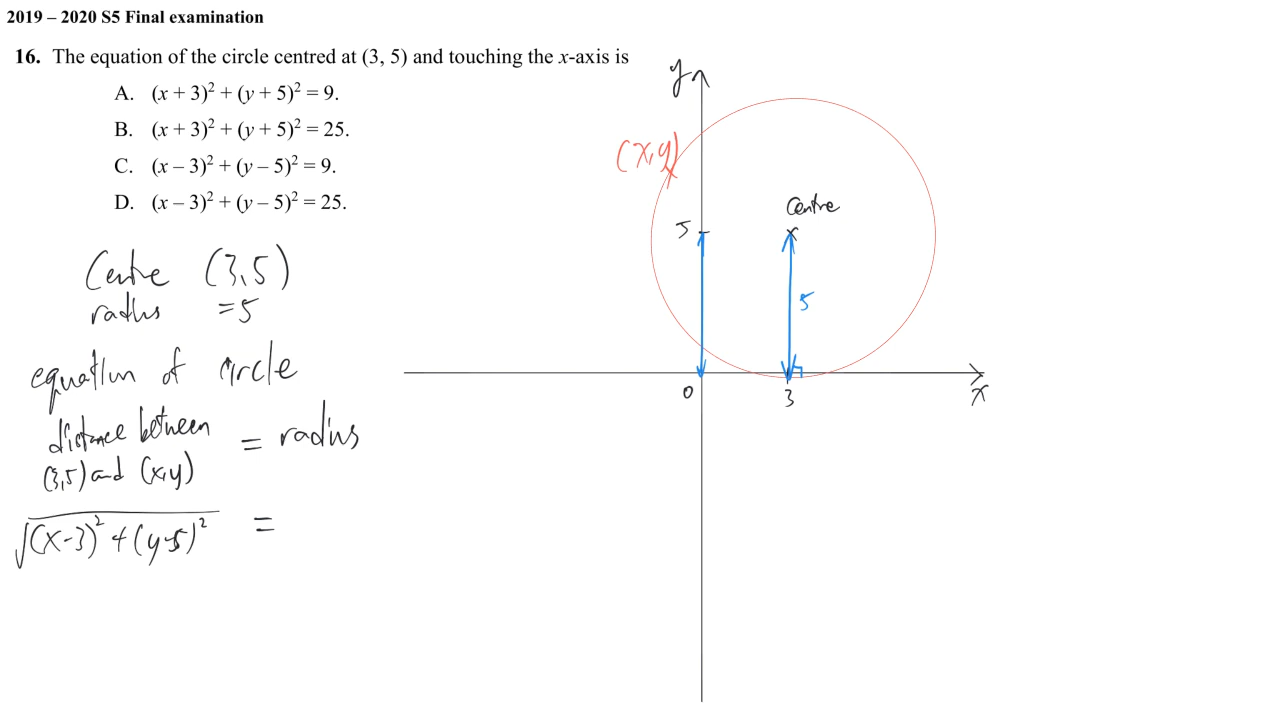 2019 – 2020 S5 Final examination
16. The equation of the circle centred at (3, 5) and touching the x-axis is
A. (x + 3)² + (y + 5)² = 9.
B. (x + 3)² + (y + 5)² = 25.
C. (x – 3)² + (y – 5)² = 9.
D. (x – 3)² + (y – 5)² = 25.
Centre (3,5)
radius = 5
equation of circle
distance between
(3,5) and (x,y) = radius
√((x-3)² + (y-5)²) =
y
(x,y)
Centre
5
5
0
3
x